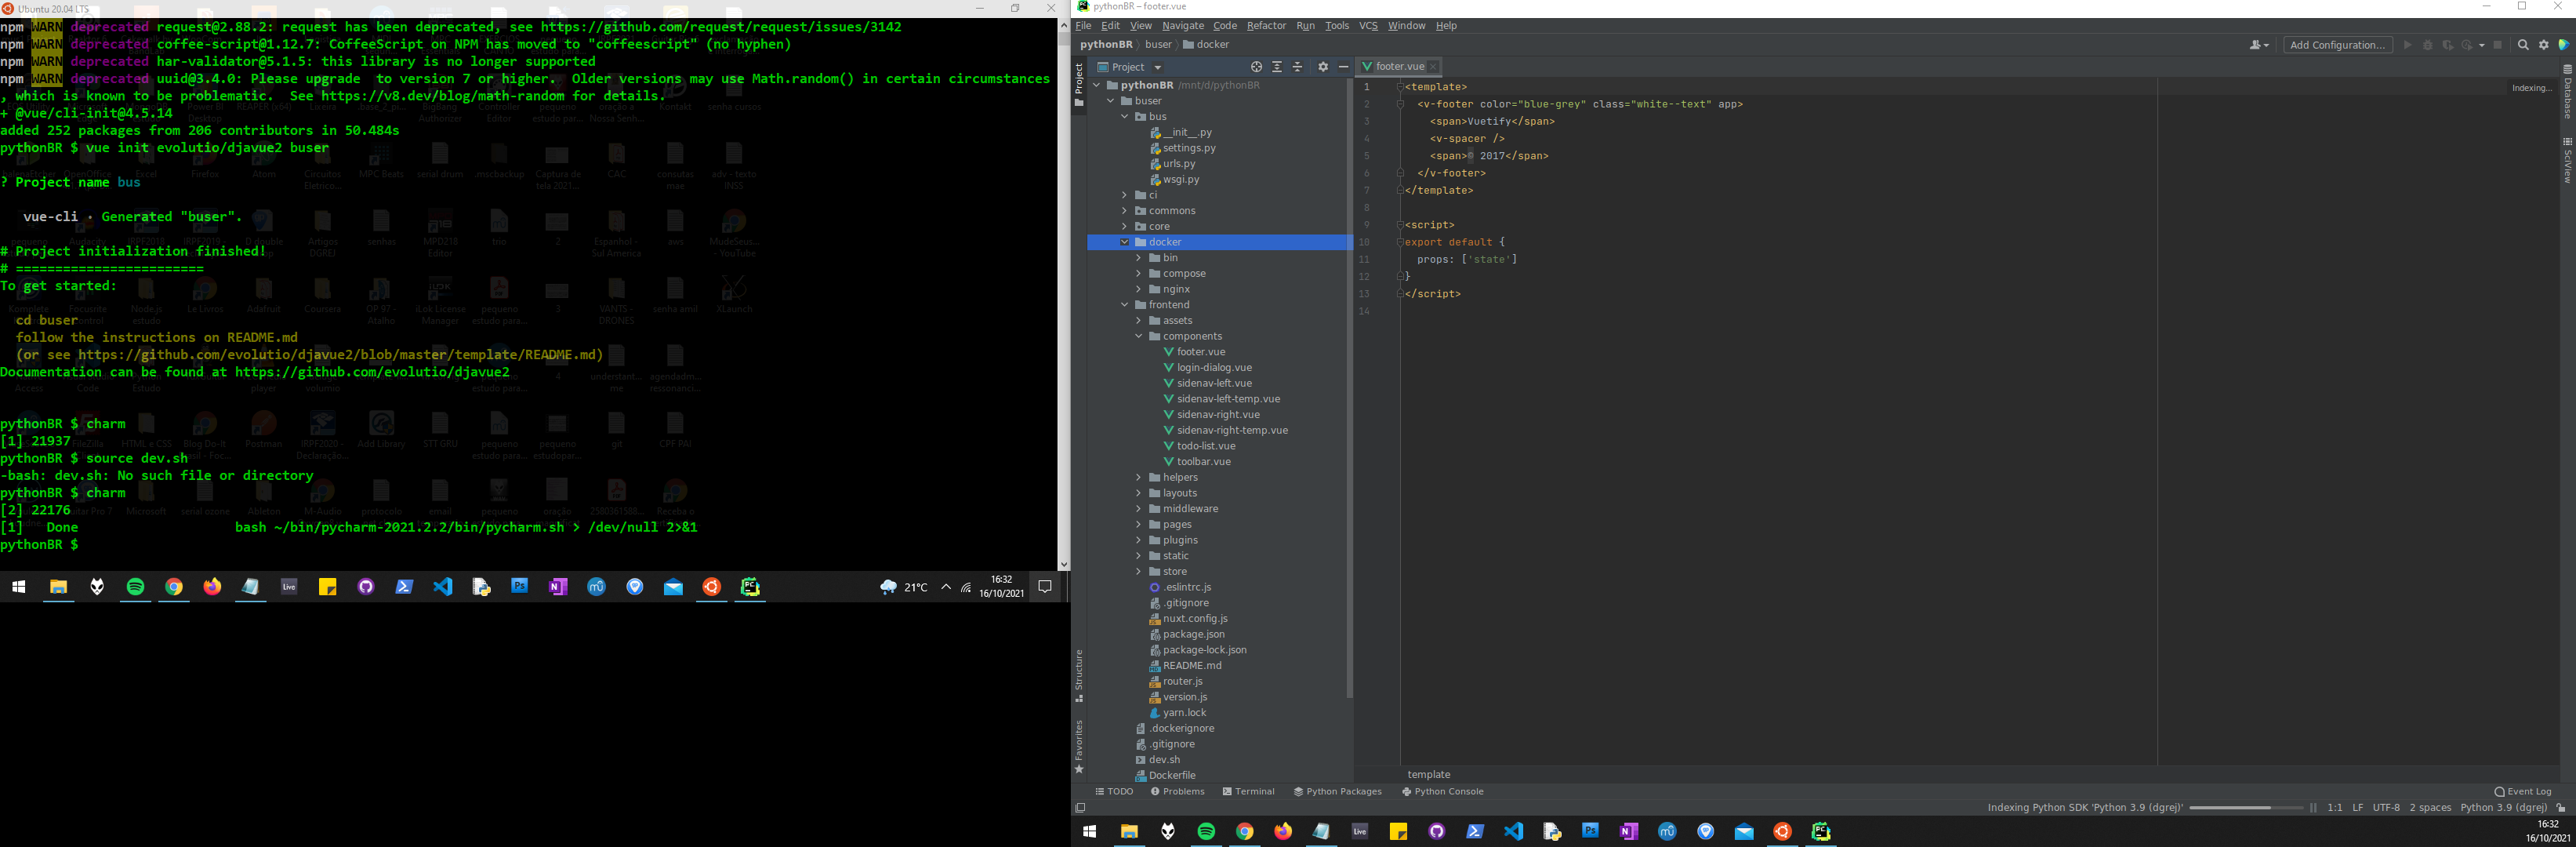 Ubuntu 20.04 LTS
npm WARN deprecated request@2.88.2: request has been deprecated, see https://github.com/request/request/issues/3142
npm WARN deprecated coffee-script@1.12.7: CoffeeScript on NPM has moved to "coffeescript" (no hyphen)
npm WARN deprecated har-validator@5.1.5: this library is no longer supported
npm WARN deprecated uuid@3.4.0: Please upgrade  to version 7 or higher.  Older versions may use Math.random() in certain circumstances
, which is known to be problematic.  See https://v8.dev/blog/math-random for details.
+ @vue/cli-init@4.5.14
added 252 packages from 206 contributors in 50.484s
pythonBR $ vue init evolutio/djavue2 buser
? Project name bus
vue-cli · Generated "buser".
# Project initialization finished!
# ========================
To get started:
cd buser
follow the instructions on README.md
(or see https://github.com/evolutio/djavue2/blob/master/template/README.md)
Documentation can be found at https://github.com/evolutio/djavue2
pythonBR $ charm
[1] 21937
pythonBR $ source dev.sh
-bash: dev.sh: No such file or directory
pythonBR $ charm
[2] 22176
[1]   Done                    bash ~/bin/pycharm-2021.2.2/bin/pycharm.sh > /dev/null 2>&1
pythonBR $
21°C
16:32
16/10/2021
pythonBR – footer.vue
File Edit View Navigate Code Refactor Run Tools VCS Window Help
pythonBR buser docker
Add Configuration...
Project
Project
footer.vue
pythonBR /mnt/d/pythonBR
buser
bus
__init__.py
settings.py
urls.py
wsgi.py
ci
commons
core
docker
bin
compose
nginx
frontend
assets
components
footer.vue
login-dialog.vue
sidenav-left.vue
sidenav-left-temp.vue
sidenav-right.vue
sidenav-right-temp.vue
todo-list.vue
toolbar.vue
helpers
layouts
middleware
pages
plugins
static
store
.eslintrc.js
.gitignore
nuxt.config.js
package.json
package-lock.json
README.md
router.js
version.js
yarn.lock
.dockerignore
.gitignore
dev.sh
Dockerfile
Structure
Favorites
1 <template>
2 <v-footer color="blue-grey" class="white--text" app>
3 <span>Vuetify</span>
4 <v-spacer />
5 <span>© 2017</span>
6 </v-footer>
7 </template>
8
9 <script>
10 export default {
11 props: ['state']
12 }
13 </script>
14
Indexing...
Database
SciView
template
TODO Problems Terminal Python Packages Python Console
Event Log
Indexing Python SDK 'Python 3.9 (dgrej)' 1:1 LF UTF-8 2 spaces Python 3.9 (dgrej)
16:32
16/10/2021